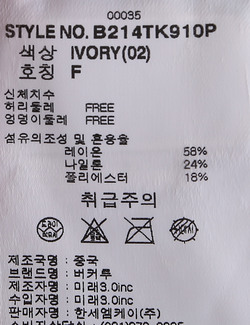 00035
STYLE NO. B214TK910P
색상 IVORY(02)
호칭 F
신체치수
허리둘레 FREE
엉덩이둘레 FREE
섬유의조성 및 혼용율
레이온 58%
나일론 24%
폴리에스터 18%
취급주의
제조국명 : 중국
브랜드명 : 버커루
제조자명 : 미래3.0inc
수입자명 : 미래3.0inc
판매자명 : 한세엠케이(주)